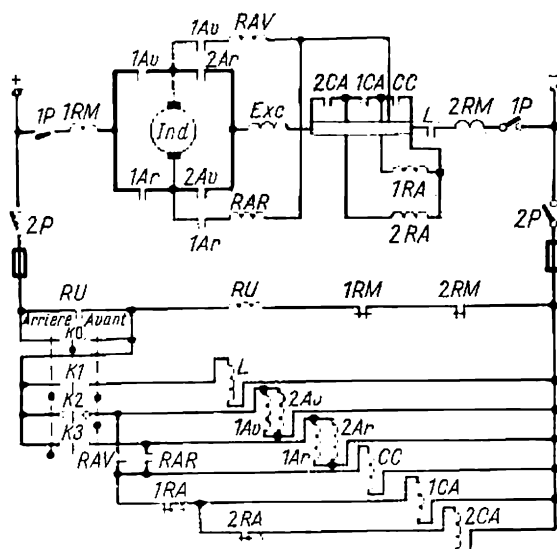 1Av RAV
1Av 2Ar 2CA 1CA CC
+ 1P 1RM Ind Exc L 2RM 1P −
1Ar 2Av 1RA
2P 1Ar RAR 2RA 2P
RU RU 1RM 2RM
Arrière Avant
K0
K1 L
K2 2Av
K3 1Av 2Ar
RAV RAR 1Ar CC
1RA 1CA
2RA 2CA